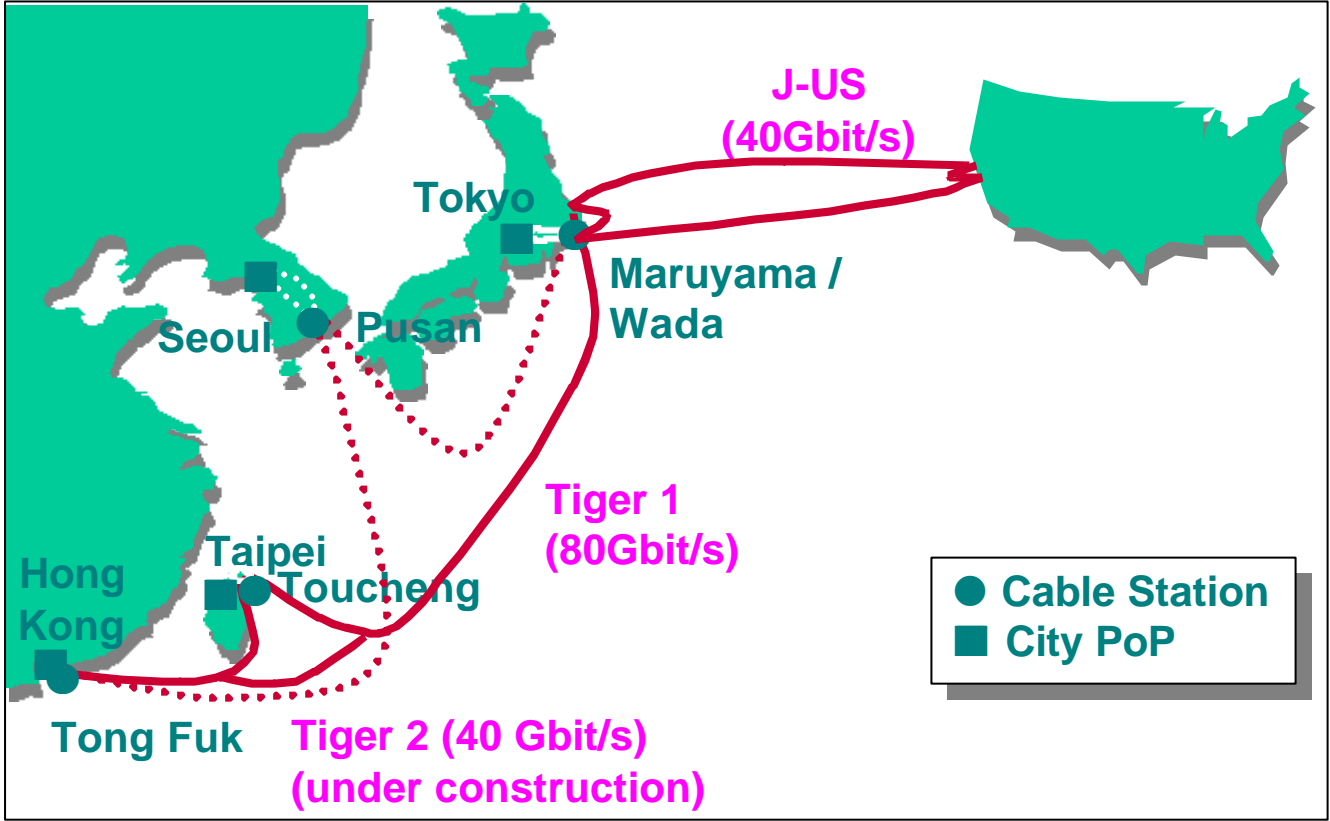 J-US
(40Gbit/s)
Tokyo
Maruyama /
Wada
Seoul
Pusan
Tiger 1
(80Gbit/s)
Taipei
Toucheng
Hong
Kong
Tong Fuk
Tiger 2 (40 Gbit/s)
(under construction)
Cable Station
City PoP